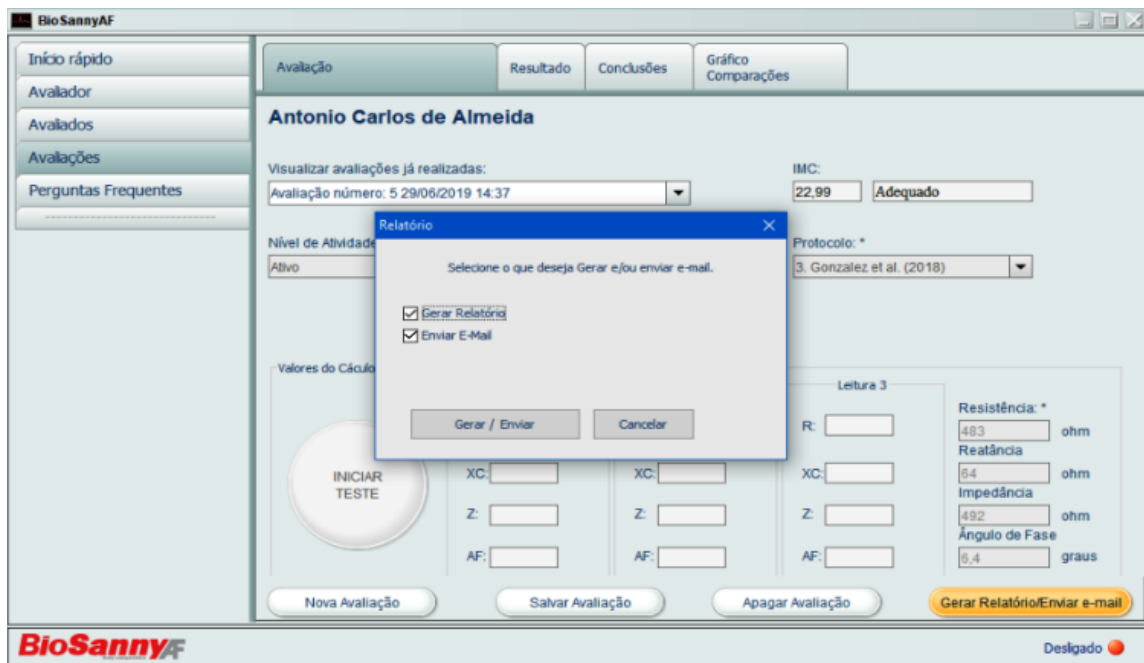 BioSannyAF
Início rápido
Avaliador
Avaliados
Avaliações
Perguntas Frequentes
Avaliação
Resultado
Conclusões
Gráfico
Comparações
Antonio Carlos de Almeida
Visualizar avaliações já realizadas:
Avaliação número: 5 29/06/2019 14:37
IMC:
22,99
Adequado
Nível de Atividade
Ativo
Protocolo: *
3. Gonzalez et al. (2018)
Relatório
Selecione o que deseja Gerar e/ou enviar e-mail.
Gerar Relatório
Enviar E-Mail
Gerar / Enviar
Cancelar
Valores do Cáculo
INICIAR
TESTE
XC:
Z:
AF:
XC:
Z:
AF:
Leitura 3
R:
XC:
Z:
AF:
Resistência: *
483 ohm
Reatância
64 ohm
Impedância
492 ohm
Ângulo de Fase
6,4 graus
Nova Avaliação
Salvar Avaliação
Apagar Avaliação
Gerar Relatório/Enviar e-mail
BioSannyAF
Desligado